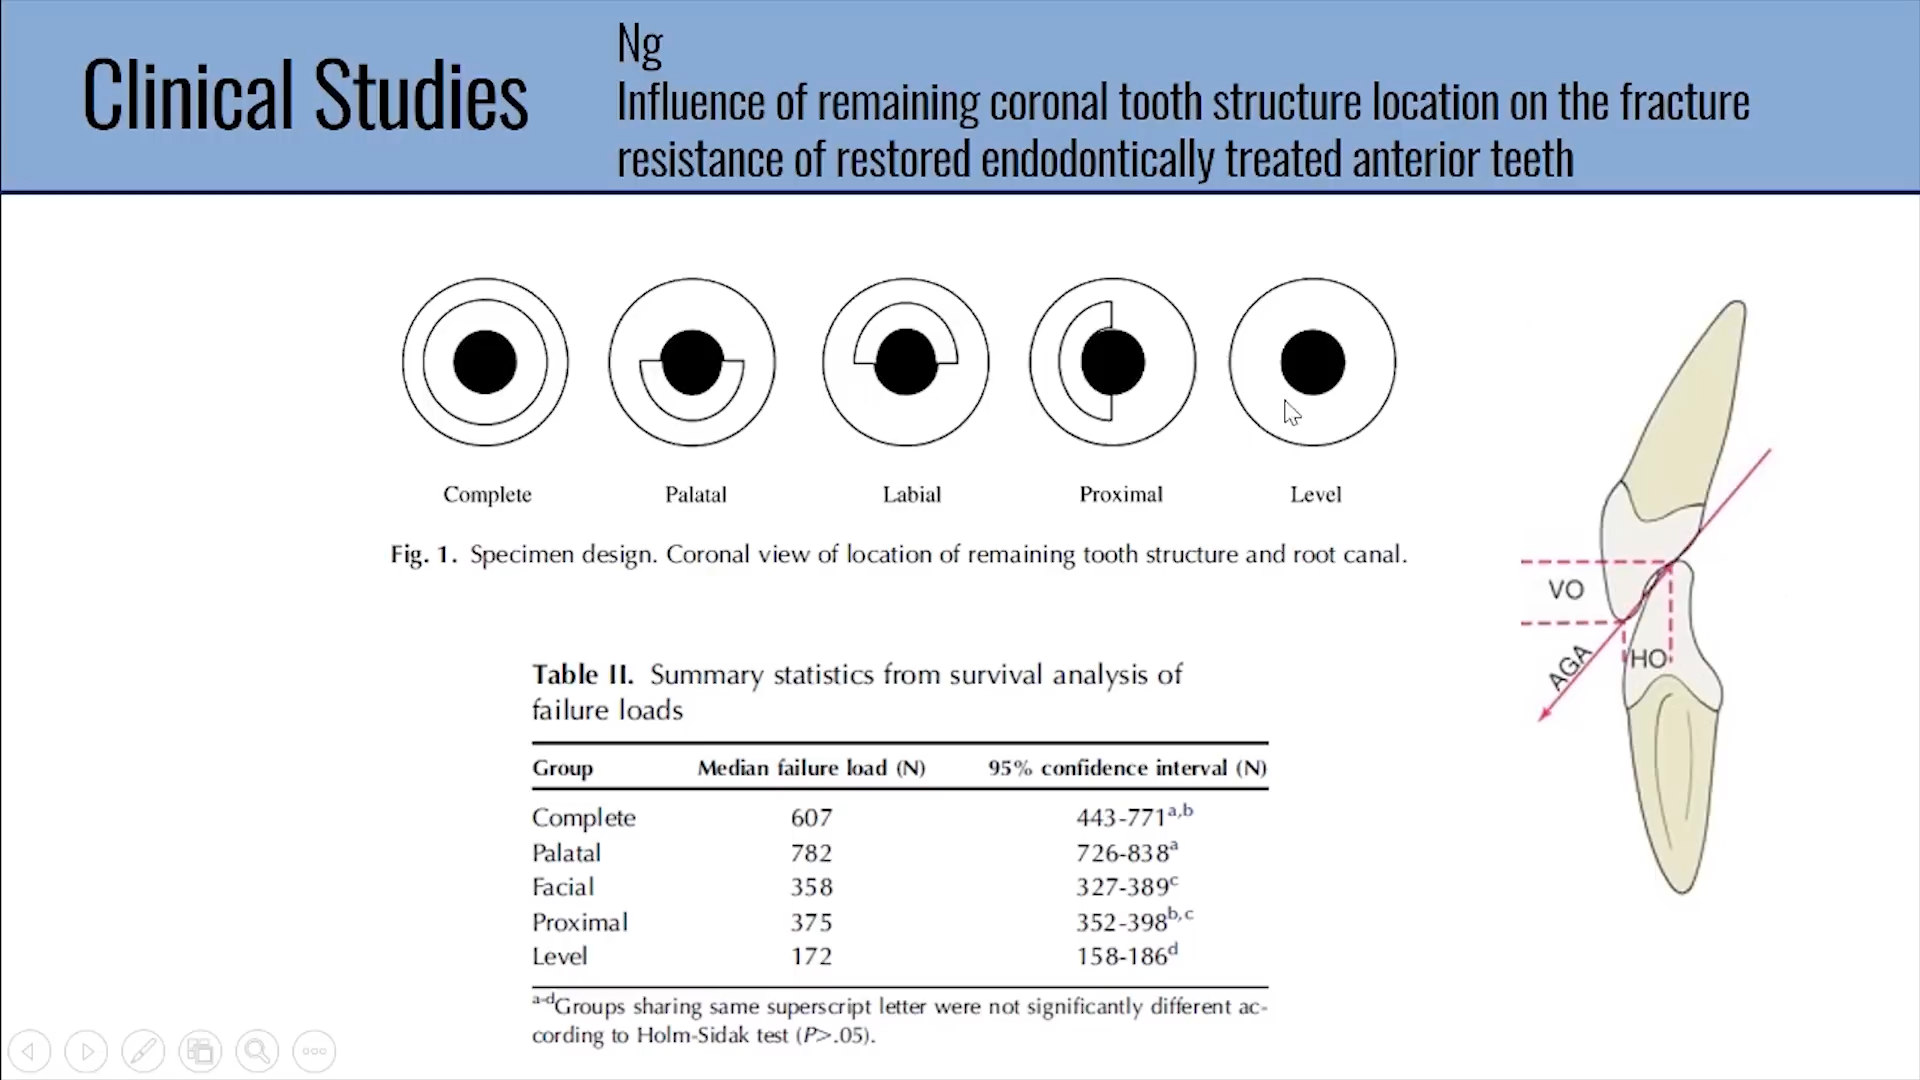 Clinical Studies
Ng
Influence of remaining coronal tooth structure location on the fracture
resistance of restored endodontically treated anterior teeth
Complete Palatal Labial Proximal Level
Fig. 1. Specimen design. Coronal view of location of remaining tooth structure and root canal.
VO
HO
AGA
Table II. Summary statistics from survival analysis of
failure loads
Group Median failure load (N) 95% confidence interval (N)
Complete 607 443-771a,b
Palatal 782 726-838a
Facial 358 327-389c
Proximal 375 352-398b,c
Level 172 158-186d
a-dGroups sharing same superscript letter were not significantly different ac-
cording to Holm-Sidak test (P>.05).